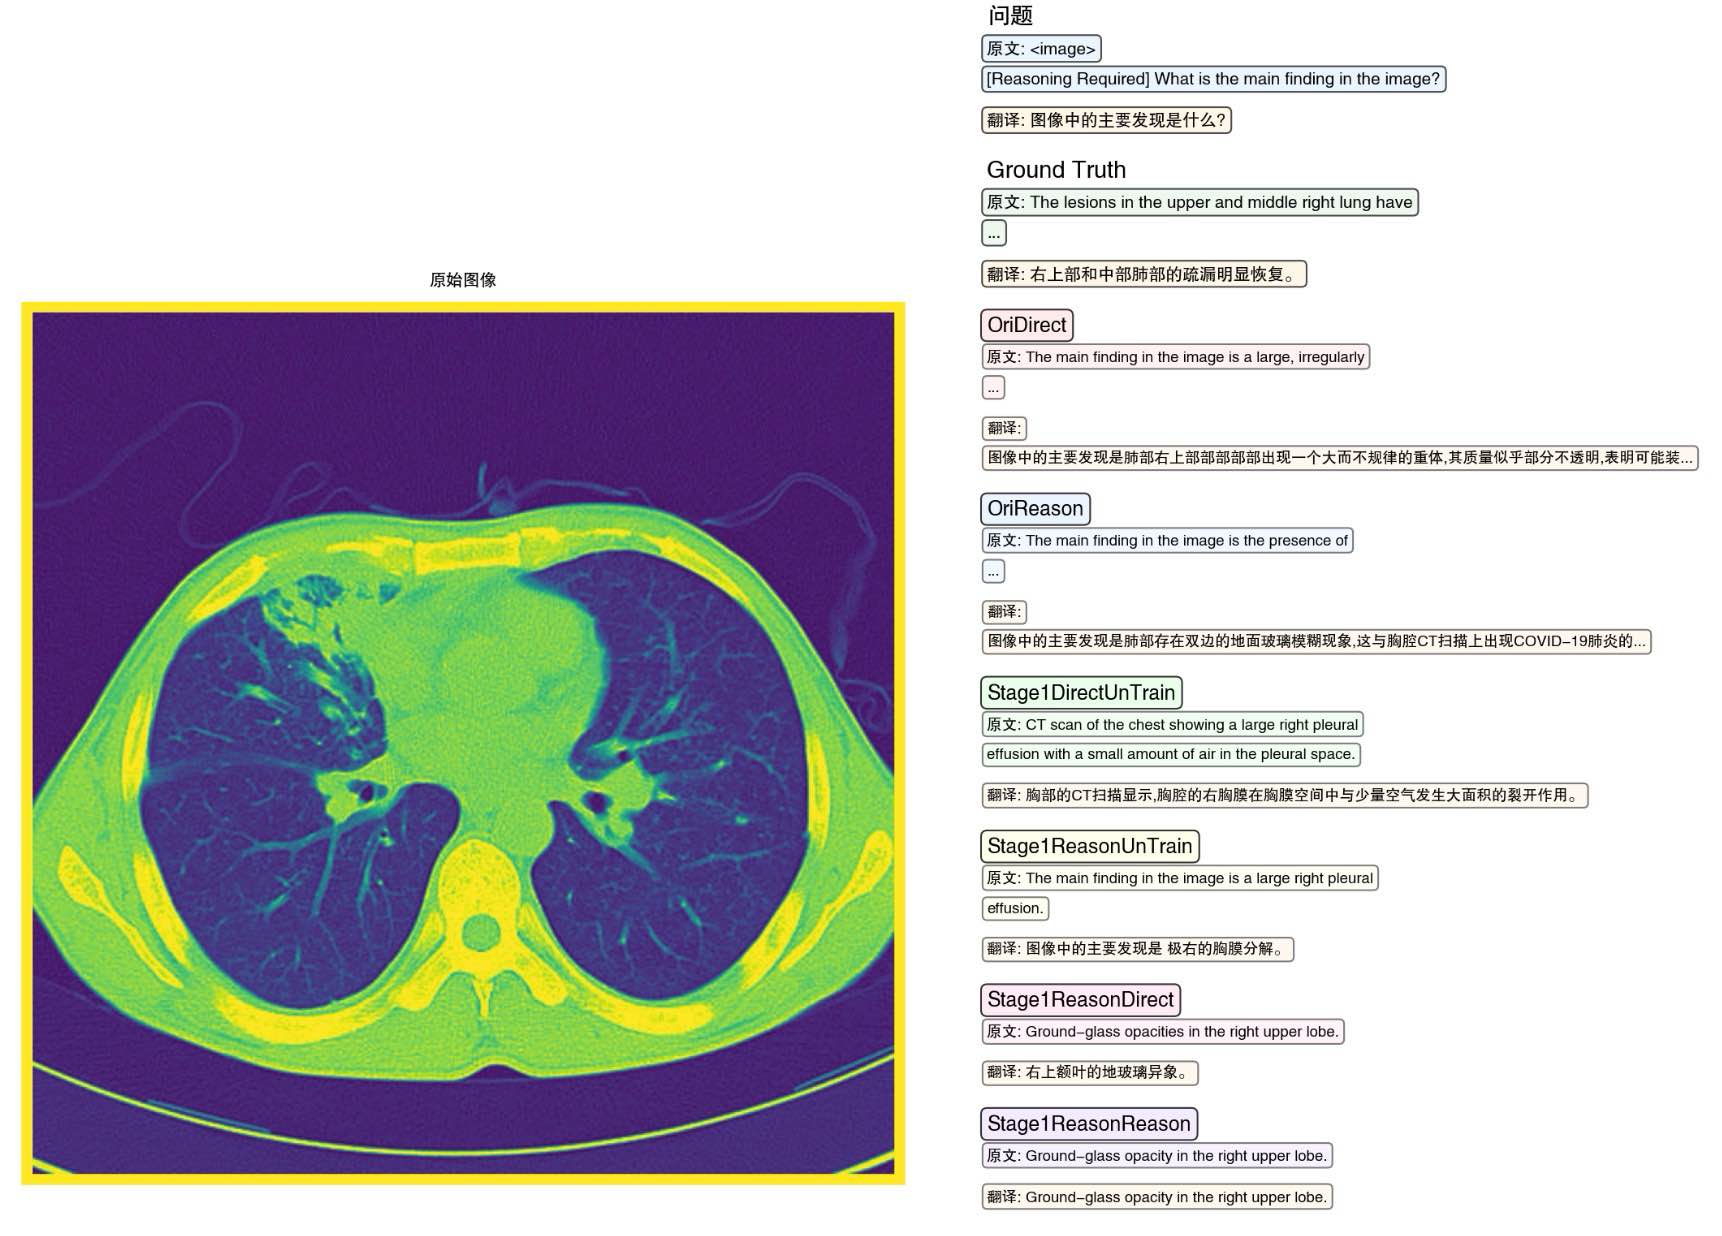 问题
原文: <image>
[Reasoning Required] What is the main finding in the image?
翻译: 图像中的主要发现是什么?
Ground Truth
原文: The lesions in the upper and middle right lung have
...
翻译: 右上部和中部肺部的疏漏明显恢复。
原始图像
OriDirect
原文: The main finding in the image is a large, irregularly
...
翻译:
图像中的主要发现是肺部右上部部部部部出现一个大而不规律的重体,其质量似乎部分不透明,表明可能装...
OriReason
原文: The main finding in the image is the presence of
...
翻译:
图像中的主要发现是肺部存在双边的地面玻璃模糊现象,这与胸腔CT扫描上出现COVID-19肺炎的...
Stage1DirectUnTrain
原文: CT scan of the chest showing a large right pleural
effusion with a small amount of air in the pleural space.
翻译: 胸部的CT扫描显示,胸腔的右胸膜在胸膜空间中与少量空气发生大面积的裂开作用。
Stage1ReasonUnTrain
原文: The main finding in the image is a large right pleural
effusion.
翻译: 图像中的主要发现是 极右的胸膜分解。
Stage1ReasonDirect
原文: Ground-glass opacities in the right upper lobe.
翻译: 右上额叶的地玻璃异象。
Stage1ReasonReason
原文: Ground-glass opacity in the right upper lobe.
翻译: Ground-glass opacity in the right upper lobe.